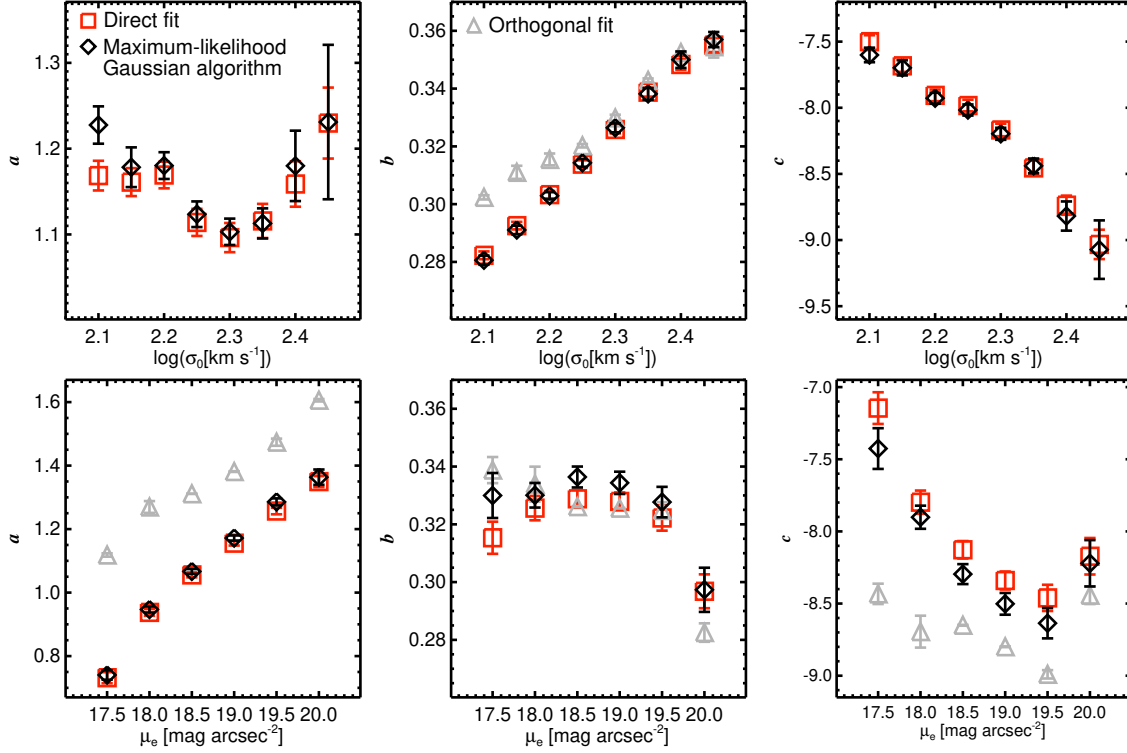 Direct fit
Maximum-likelihood
Gaussian algorithm
1.3
1.2
1.1
a
2.1 2.2 2.3 2.4
log(σ₀[km s⁻¹])
Orthogonal fit
0.36
0.34
0.32
0.30
0.28
b
2.1 2.2 2.3 2.4
log(σ₀[km s⁻¹])
-7.5
-8.0
-8.5
-9.0
-9.5
c
2.1 2.2 2.3 2.4
log(σ₀[km s⁻¹])
1.6
1.4
1.2
1.0
0.8
a
17.5 18.0 18.5 19.0 19.5 20.0
μₑ [mag arcsec⁻²]
0.36
0.34
0.32
0.30
0.28
b
17.5 18.0 18.5 19.0 19.5 20.0
μₑ [mag arcsec⁻²]
-7.0
-7.5
-8.0
-8.5
-9.0
c
17.5 18.0 18.5 19.0 19.5 20.0
μₑ [mag arcsec⁻²]